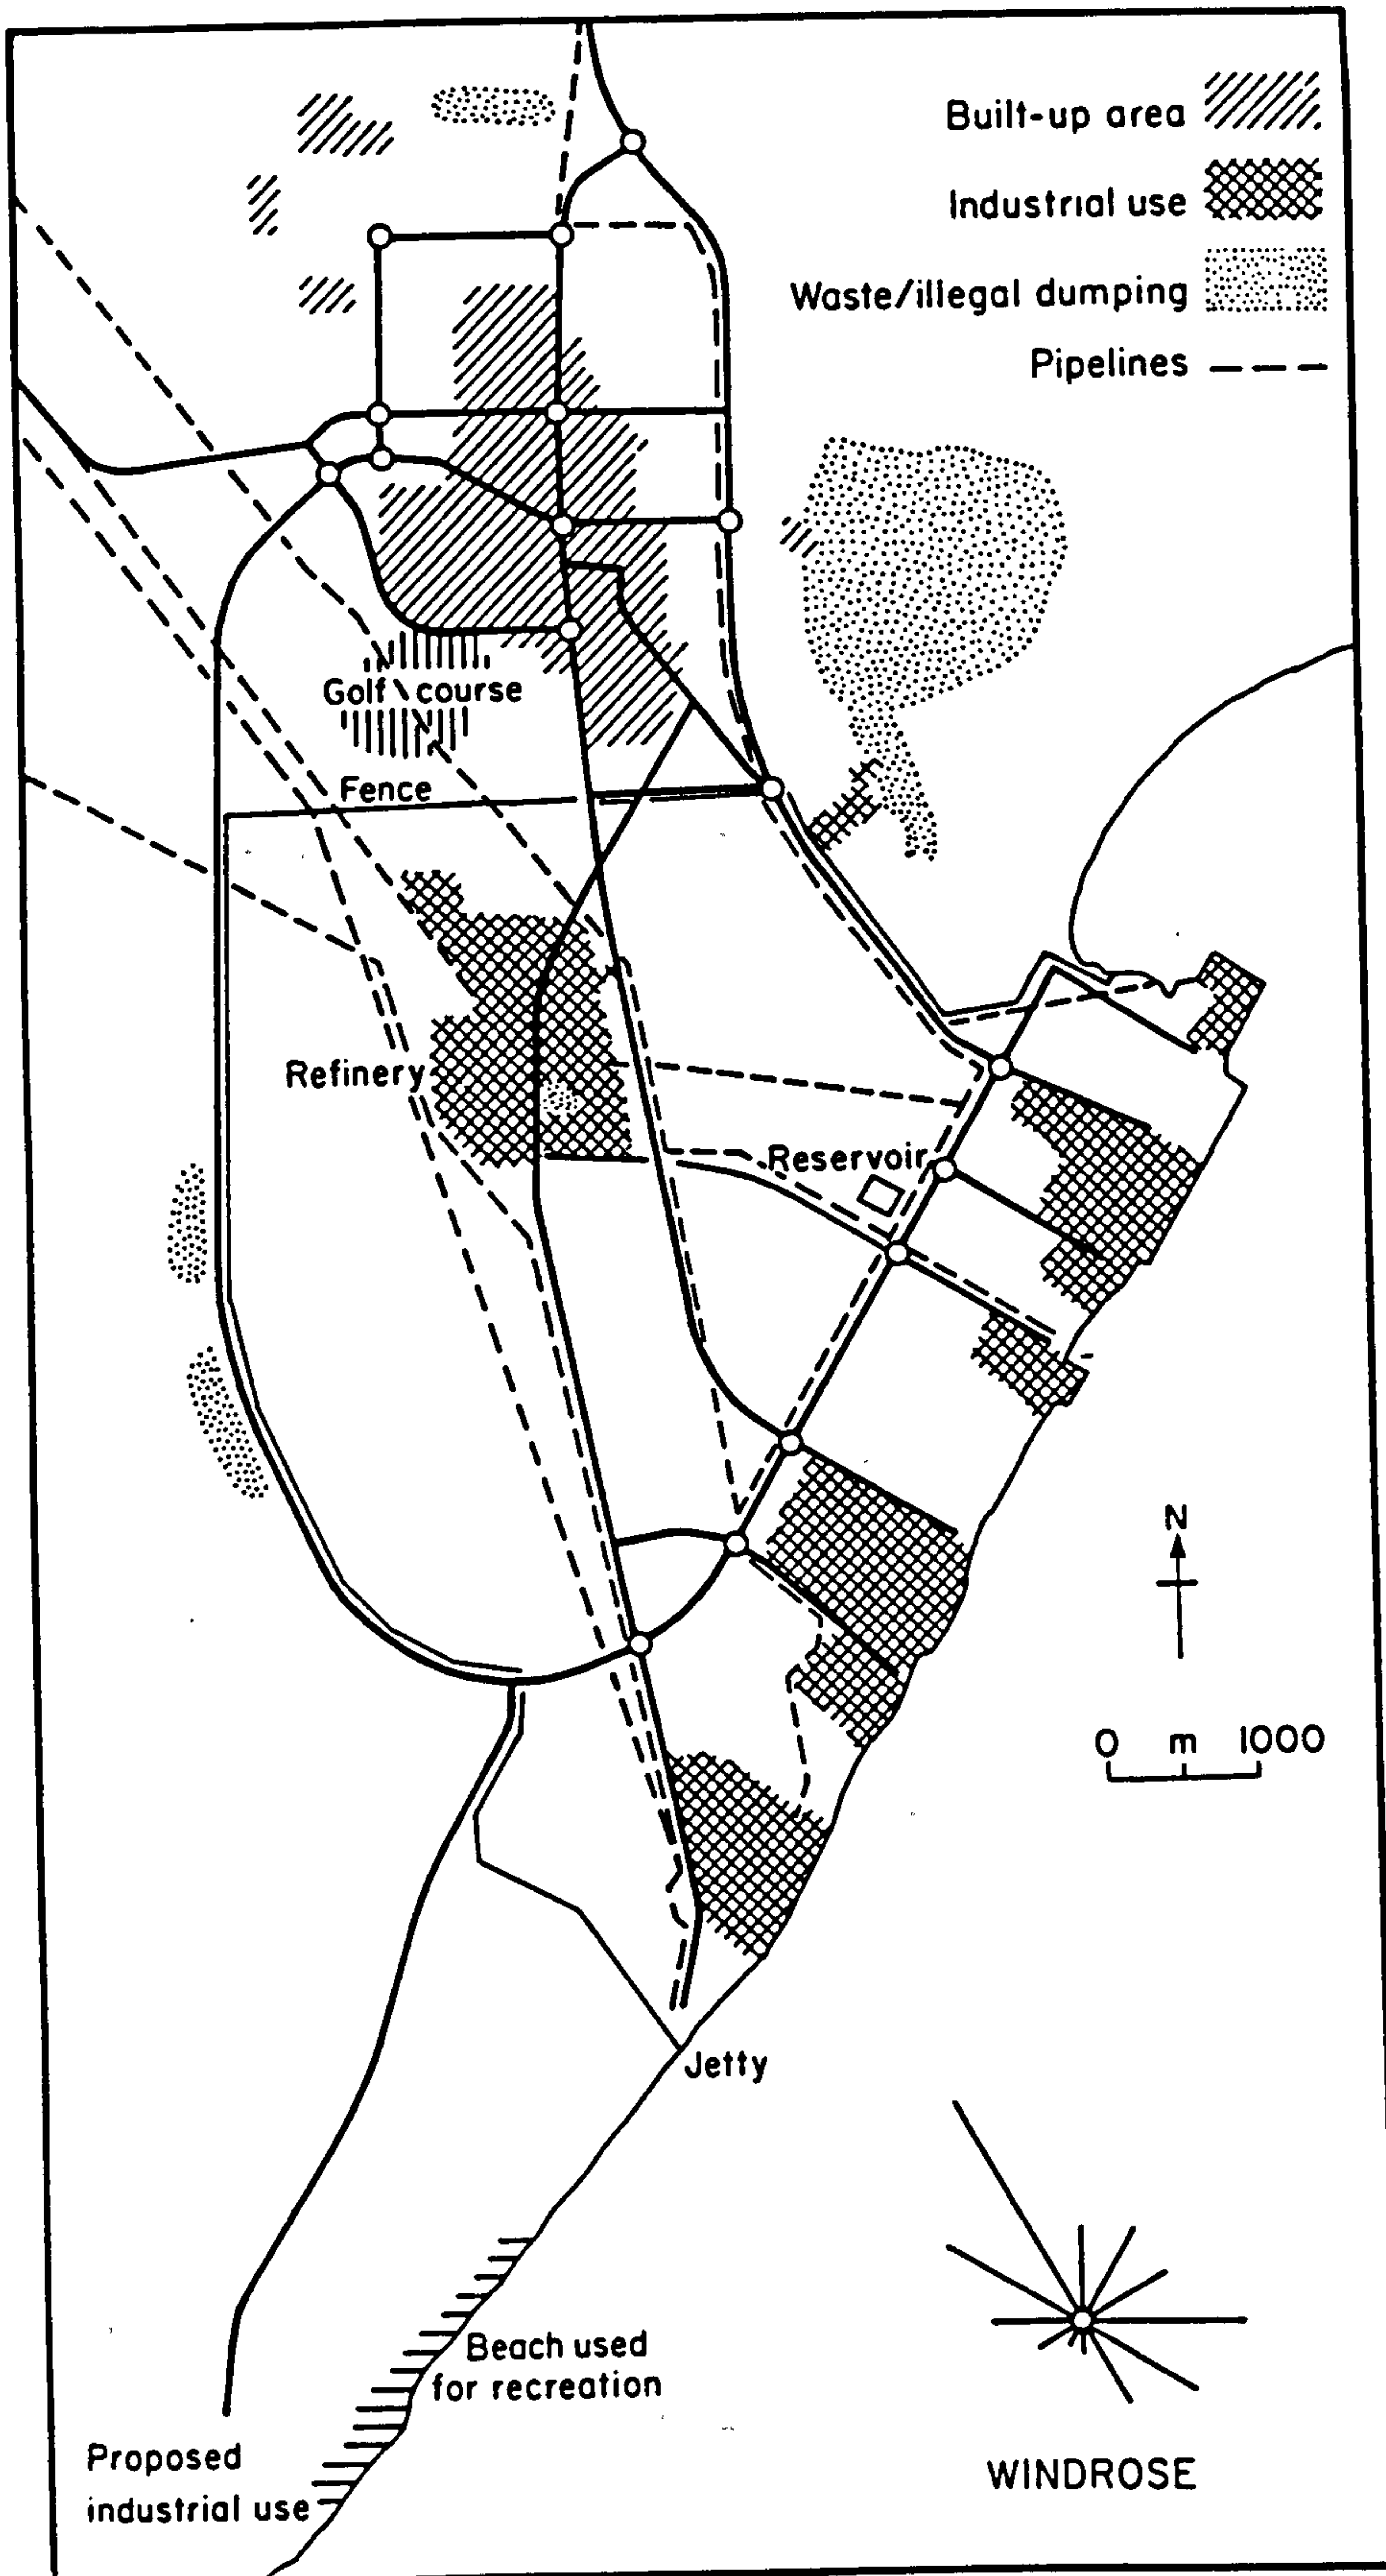 Built-up area
Industrial use
Waste/illegal dumping
Pipelines
Golf course
Fence
Refinery
Reservoir
N
0 m 1000
Jetty
Beach used
for recreation
Proposed
industrial use
WINDROSE